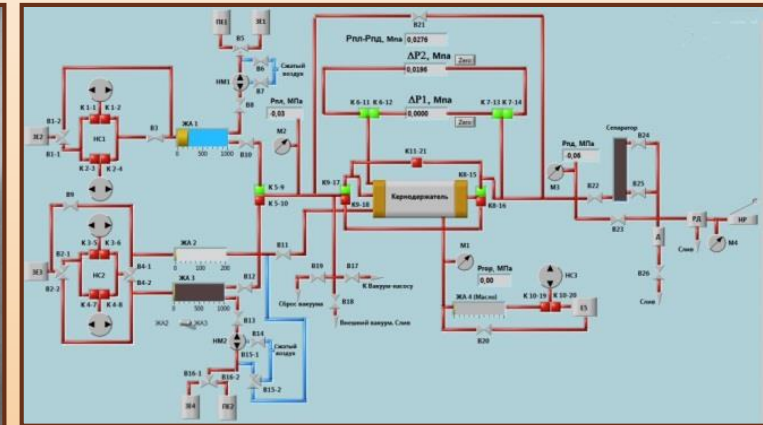 ПЕ1
ЗЕ1
В5
В21
В6
Сжатый
воздух
В7
НМ1
В8
Рпл-Рпд, Мпа
0,0276
ΔP2, Мпа
Zero
0,0196
ΔP1, Мпа
0,0000
Zero
К 6-11
К 6-12
К 7-13
К 7-14
К 1-1
К 1-2
В1-2
ЗЕ2
В1-1
НС1
К 2-3
К 2-4
В3
ЖА 1
0
500
1000
В10
Рпл, МПа
-0,03
М2
К11-21
К 5-9
К 5-10
К9-17
К9-18
К8-15
К8-16
Кернодержатель
Рпд, МПа
-0,06
М3
В22
Сепаратор
В24
В25
В23
РД
НР
Слив
М4
Д
В26
Слив
В9
К 3-5
К 3-6
ЗЕ3
В2-1
В2-2
НС2
В4-1
В4-2
К 4-7
К 4-8
ЖА 2
0
100
200
В11
ЖА 3
0
500
1000
В12
ЖА2
ЖА3
В13
НМ2
В14
Сжатый
воздух
В15-1
В15-2
В16-1
В16-2
ЗЕ4
ПЕ2
В19
В17
К Вакуум-насосу
Сброс вакуума
В18
Внешний вакуум. Слив
М1
Ргор, МПа
0,00
НС3
ЖА 4 (Масло)
К 10-19
К 10-20
Е5
В20